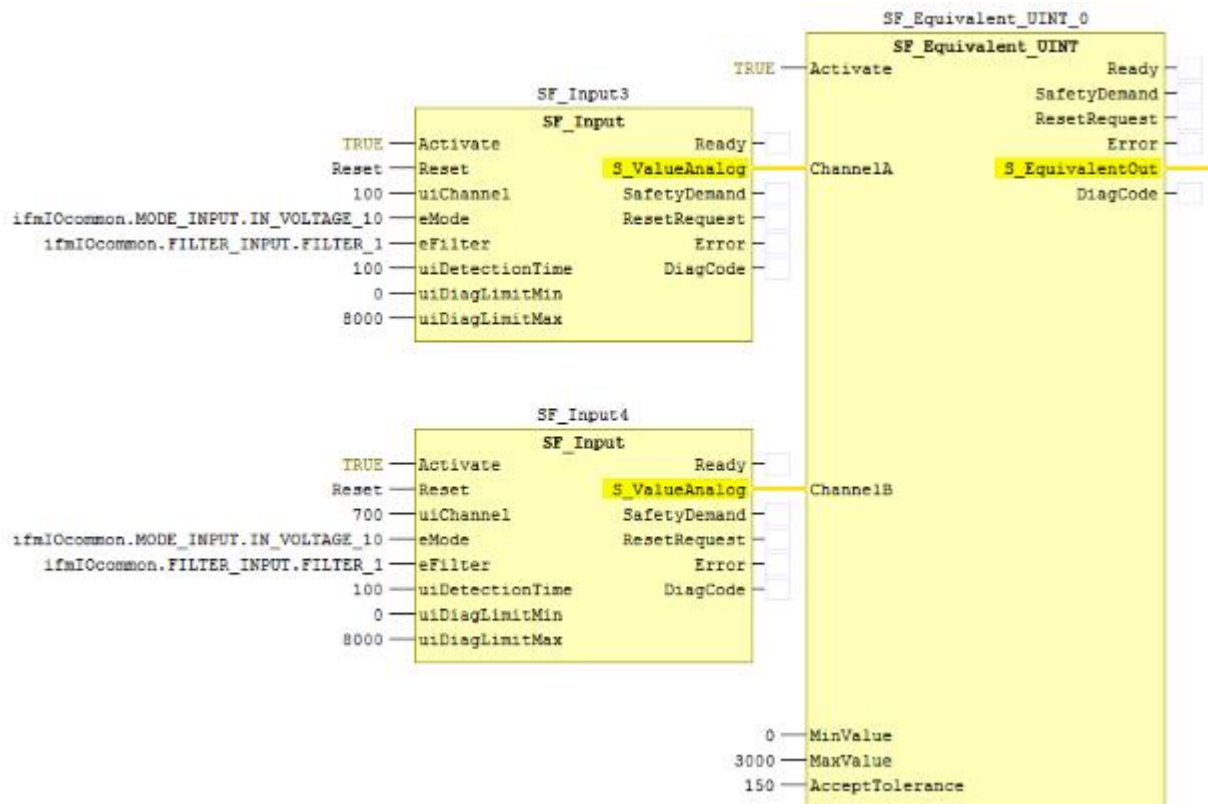 SF_Equivalent_UINT_0
SF_Equivalent_UINT
TRUE Activate Ready
SafetyDemand
ResetRequest
Error
ChannelA S_EquivalentOut
DiagCode
SF_Input3
SF_Input
TRUE Activate Ready
Reset Reset S_ValueAnalog
100 uiChannel SafetyDemand
ifmIOcommon.MODE_INPUT.IN_VOLTAGE_10 eMode ResetRequest
ifmIOcommon.FILTER_INPUT.FILTER_1 eFilter Error
100 uiDetectionTime DiagCode
0 uiDiagLimitMin
8000 uiDiagLimitMax
SF_Input4
SF_Input
TRUE Activate Ready
Reset Reset S_ValueAnalog ChannelB
700 uiChannel SafetyDemand
ifmIOcommon.MODE_INPUT.IN_VOLTAGE_10 eMode ResetRequest
ifmIOcommon.FILTER_INPUT.FILTER_1 eFilter Error
100 uiDetectionTime DiagCode
0 uiDiagLimitMin
8000 uiDiagLimitMax
0 MinValue
3000 MaxValue
150 AcceptTolerance